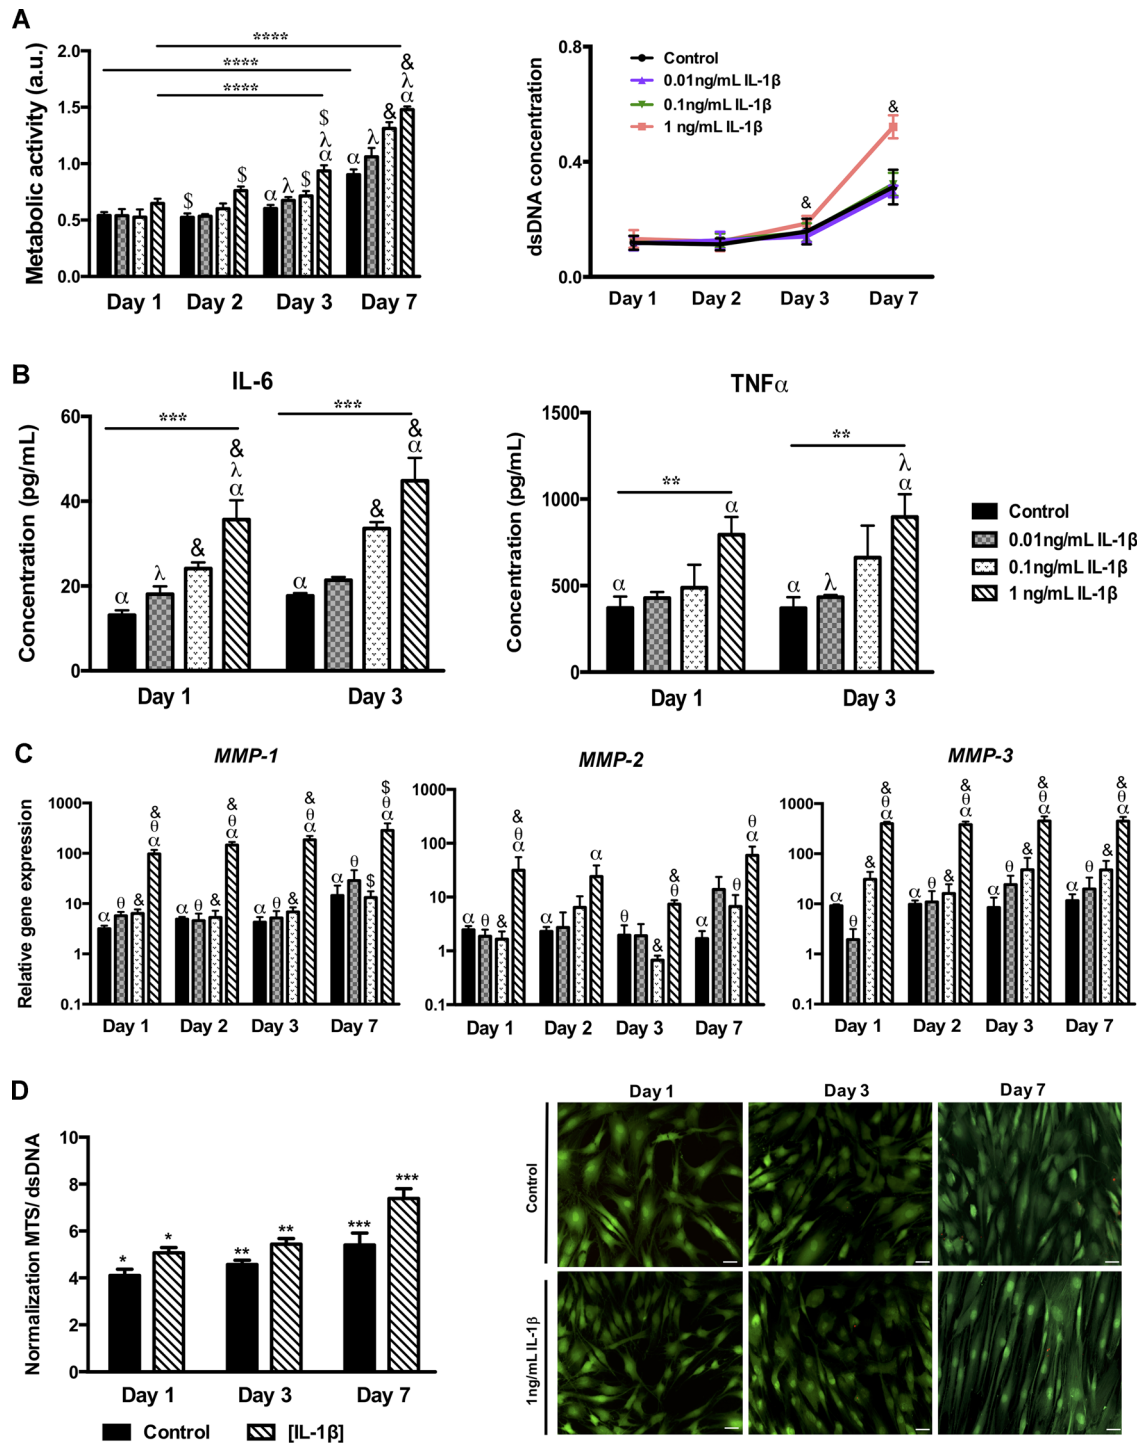 A
Metabolic activity (a.u.)
2.0
1.5
1.0
0.5
0.0
****
****
****
$
$
α
λ
$
$
λ
α
α
λ
&
&
λ
α
Day 1
Day 2
Day 3
Day 7
dsDNA concentration
0.8
0.4
0.0
Control
0.01ng/mL IL-1β
0.1ng/mL IL-1β
1 ng/mL IL-1β
&
&
Day 1
Day 2
Day 3
Day 7
B
IL-6
Concentration (pg/mL)
60
40
20
0
***
***
α
λ
&
&
λ
α
α
&
&
α
Day 1
Day 3
TNFα
Concentration (pg/mL)
1500
1000
500
0
**
**
α
α
α
λ
λ
α
Day 1
Day 3
Control
0.01ng/mL IL-1β
0.1ng/mL IL-1β
1 ng/mL IL-1β
C
MMP-1
Relative gene expression
1000
100
10
1
0.1
α
θ
&
&
θ
α
α
θ
&
&
θ
α
α
θ
&
&
θ
α
α
θ
$
$
θ
α
Day 1
Day 2
Day 3
Day 7
MMP-2
1000
100
10
1
0.1
α
θ
&
&
θ
α
α
α
θ
&
&
θ
α
θ
θ
α
Day 1
Day 2
Day 3
Day 7
MMP-3
1000
100
10
1
0.1
α
θ
&
&
θ
α
α
θ
&
&
θ
α
α
θ
&
&
θ
α
α
θ
&
&
θ
α
Day 1
Day 2
Day 3
Day 7
D
Normalization MTS/ dsDNA
10
8
6
4
2
0
*
*
**
**
***
***
Day 1
Day 3
Day 7
Control
[IL-1β]
Day 1
Day 3
Day 7
Control
1ng/mL IL-1β